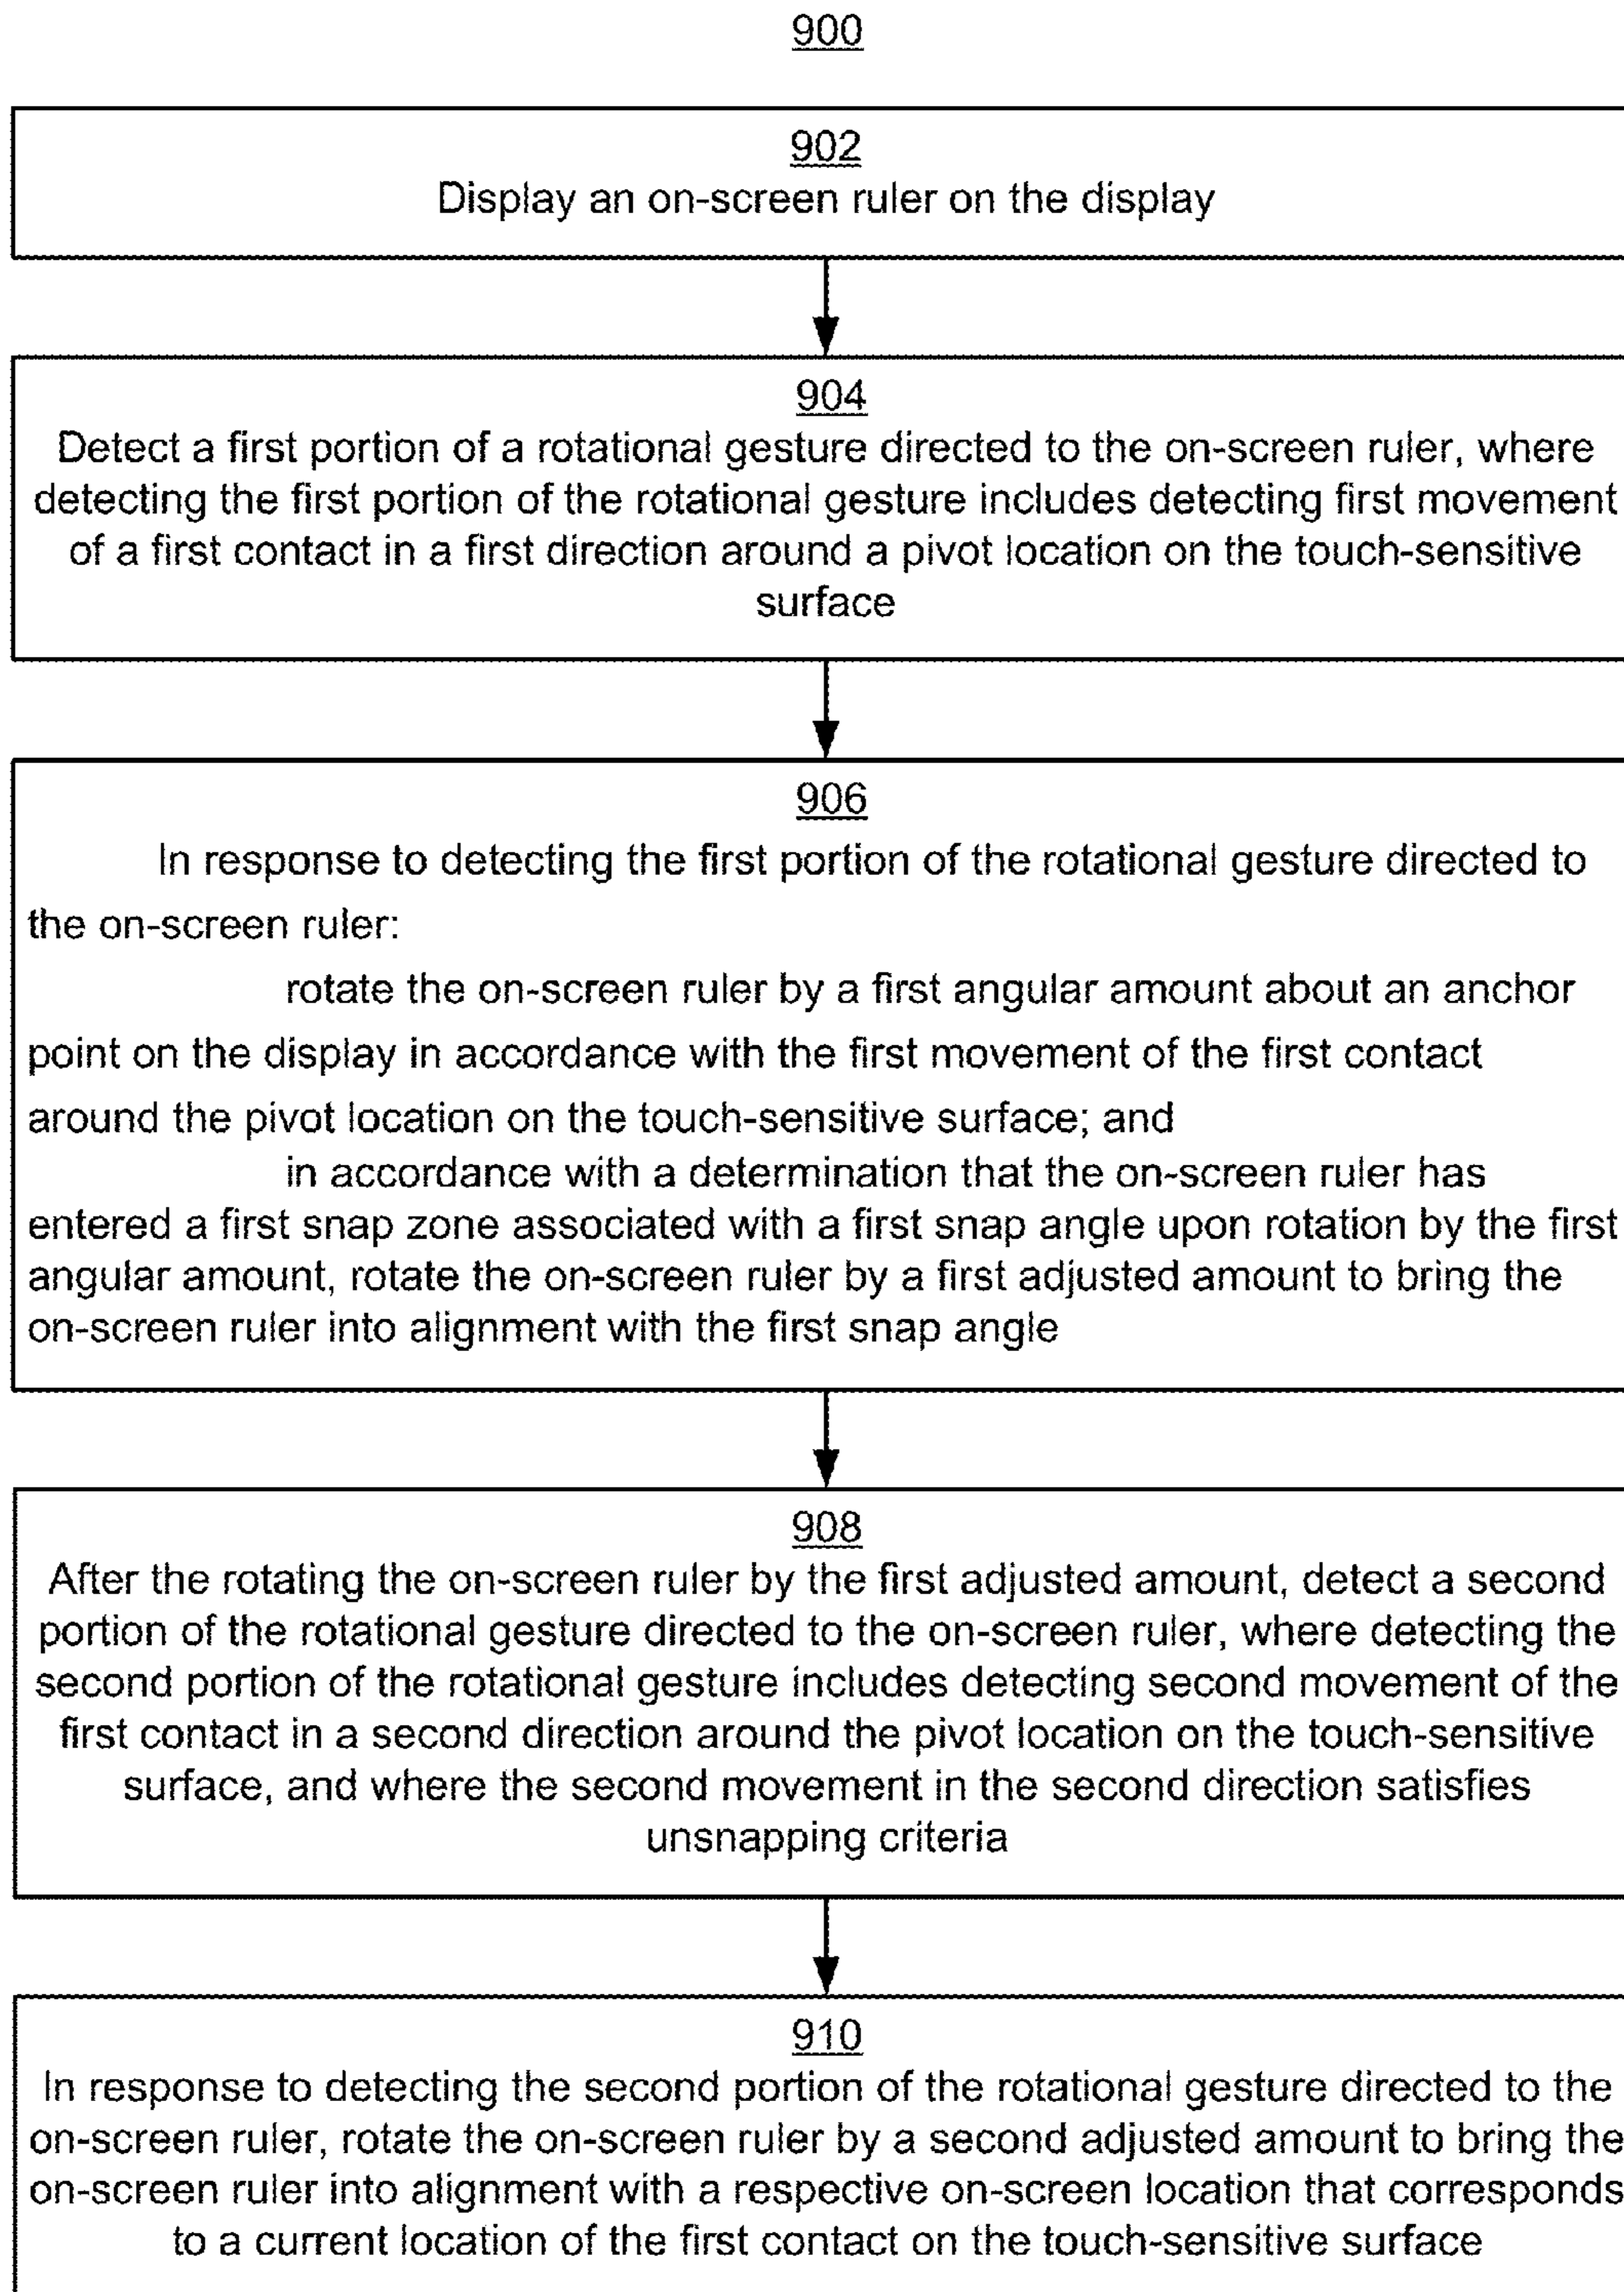 900
902
Display an on-screen ruler on the display
904
Detect a first portion of a rotational gesture directed to the on-screen ruler, where
detecting the first portion of the rotational gesture includes detecting first movement
of a first contact in a first direction around a pivot location on the touch-sensitive
surface
906
In response to detecting the first portion of the rotational gesture directed to
the on-screen ruler:
rotate the on-screen ruler by a first angular amount about an anchor
point on the display in accordance with the first movement of the first contact
around the pivot location on the touch-sensitive surface; and
in accordance with a determination that the on-screen ruler has
entered a first snap zone associated with a first snap angle upon rotation by the first
angular amount, rotate the on-screen ruler by a first adjusted amount to bring the
on-screen ruler into alignment with the first snap angle
908
After the rotating the on-screen ruler by the first adjusted amount, detect a second
portion of the rotational gesture directed to the on-screen ruler, where detecting the
second portion of the rotational gesture includes detecting second movement of the
first contact in a second direction around the pivot location on the touch-sensitive
surface, and where the second movement in the second direction satisfies
unsnapping criteria
910
In response to detecting the second portion of the rotational gesture directed to the
on-screen ruler, rotate the on-screen ruler by a second adjusted amount to bring the
on-screen ruler into alignment with a respective on-screen location that corresponds
to a current location of the first contact on the touch-sensitive surface